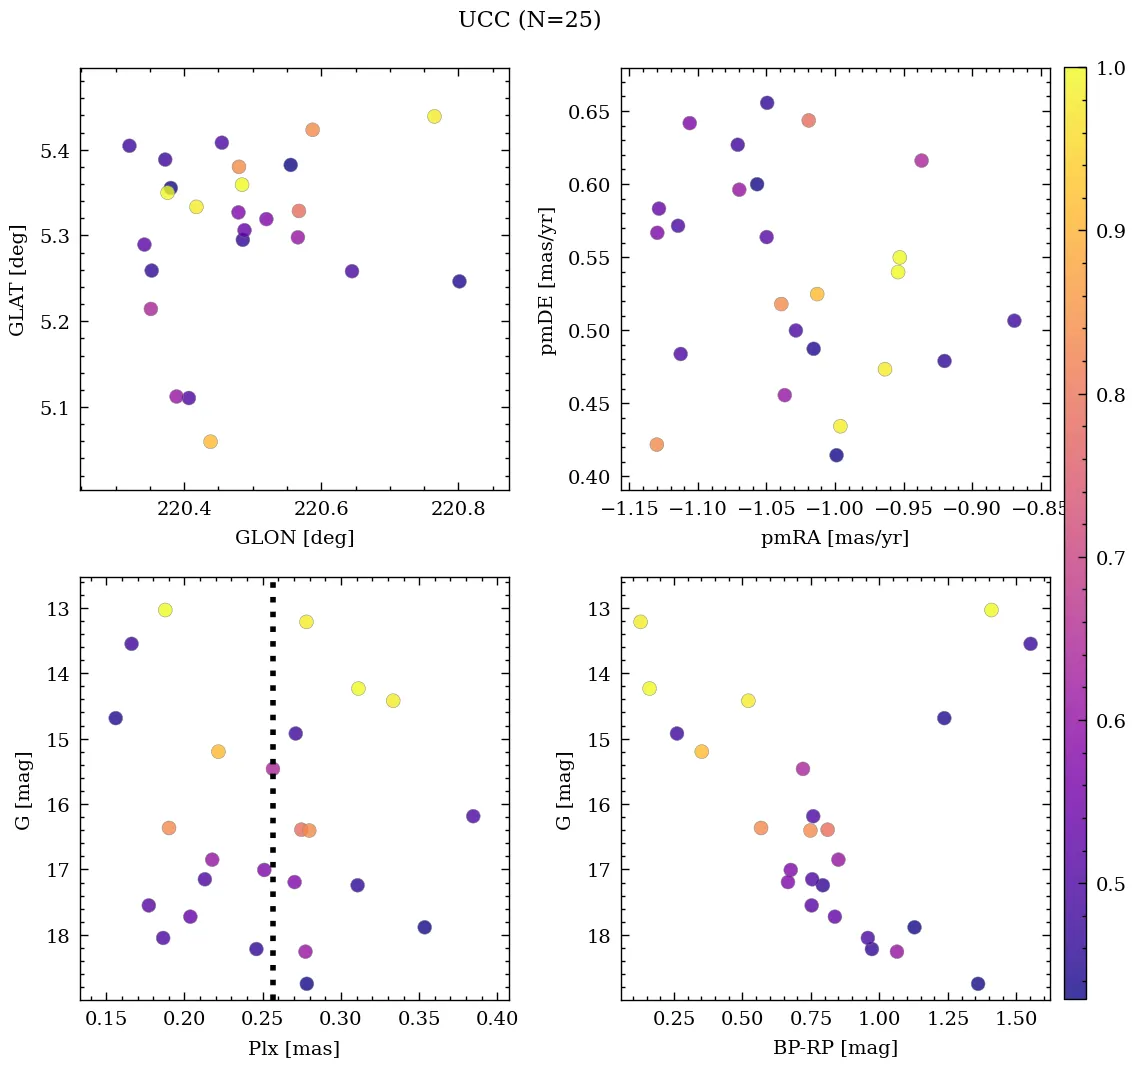 UCC (N=25)
5.4
5.3
5.2
5.1
GLAT [deg]
220.4 220.6 220.8
GLON [deg]
0.65
0.60
0.55
0.50
0.45
0.40
pmDE [mas/yr]
−1.15 −1.10 −1.05 −1.00 −0.95 −0.90 −0.85
pmRA [mas/yr]
1.0
0.9
0.8
0.7
0.6
0.5
13
14
15
16
17
18
G [mag]
0.15 0.20 0.25 0.30 0.35 0.40
Plx [mas]
13
14
15
16
17
18
G [mag]
0.25 0.50 0.75 1.00 1.25 1.50
BP-RP [mag]